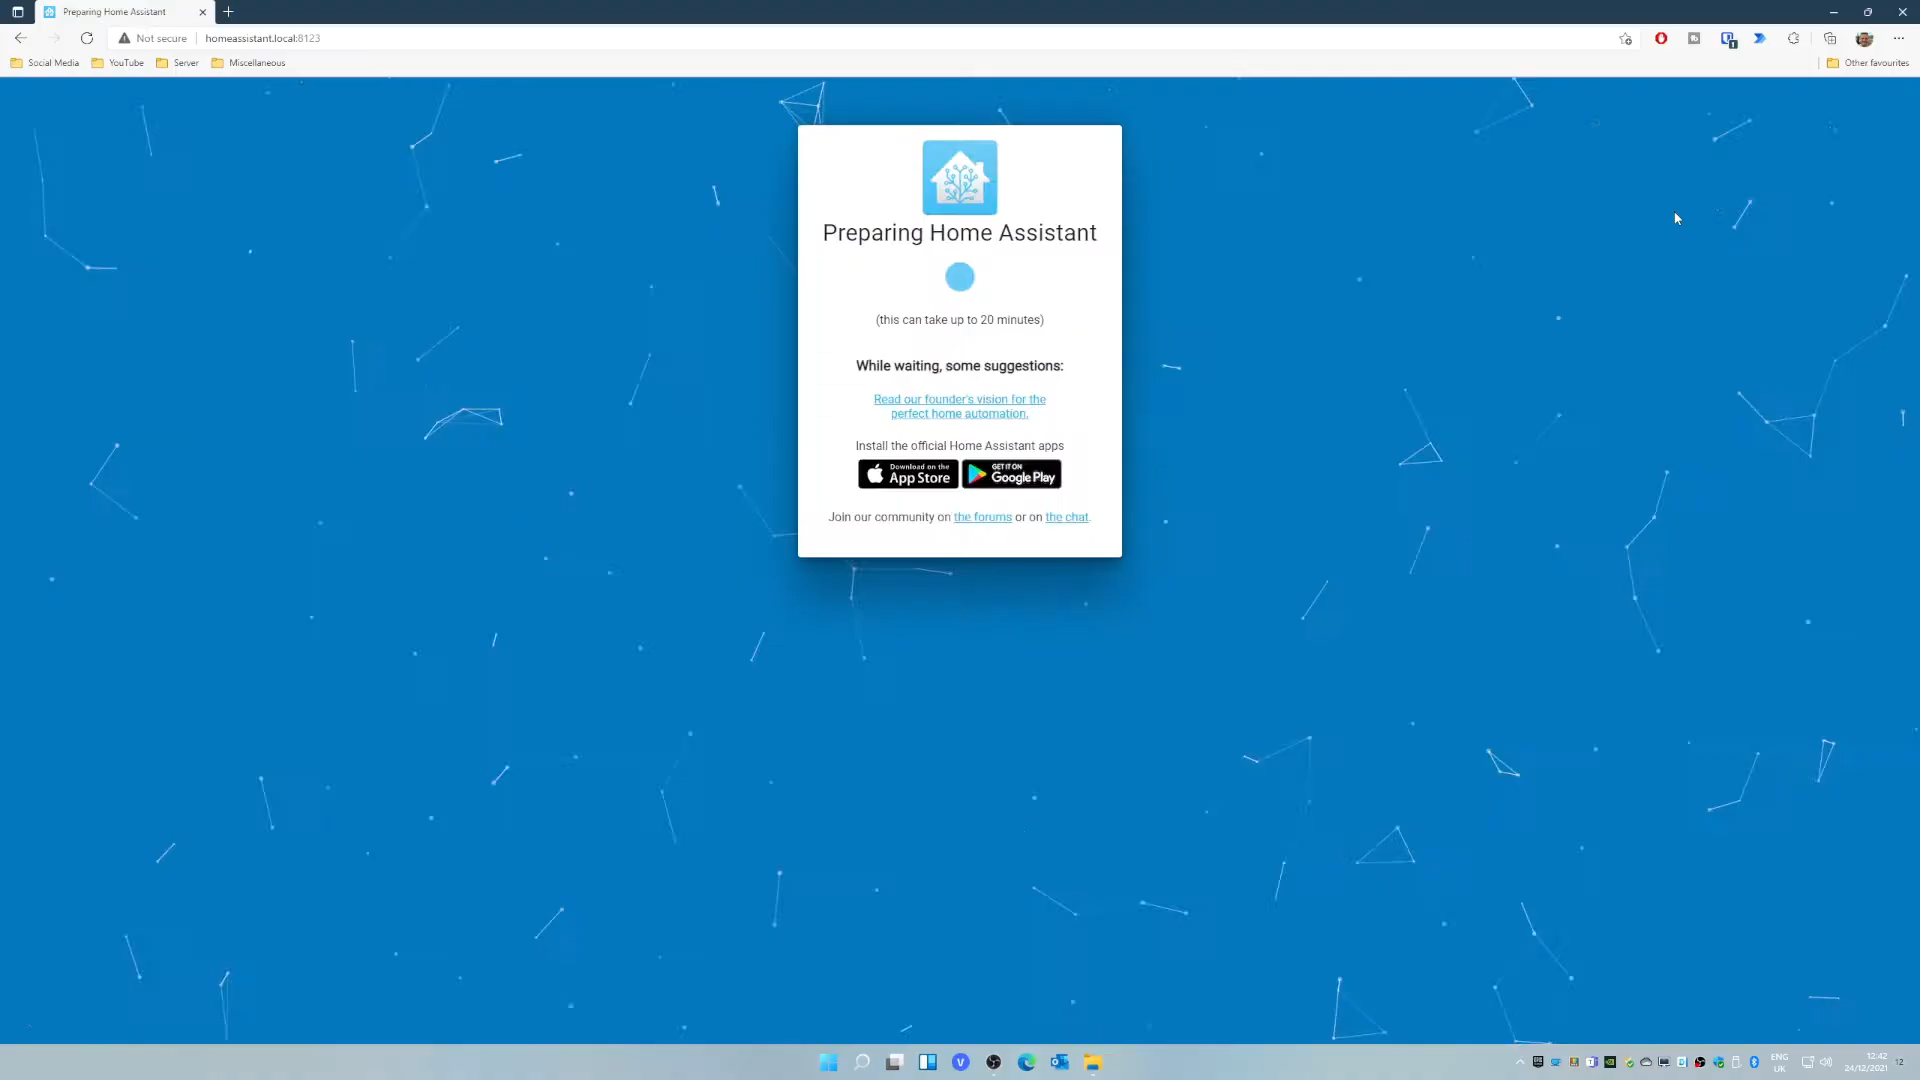 Preparing Home Assistant
Not secure
homeassistant.local:8123
Social Media
YouTube
Server
Miscellaneous
Other favourites
Preparing Home Assistant
(this can take up to 20 minutes)
While waiting, some suggestions:
Read our founder's vision for the
perfect home automation.
Install the official Home Assistant apps
Download on the
App Store
GET IT ON
Google Play
Join our community on the forums or on the chat.
ENG
UK
12:42
24/12/2021
12